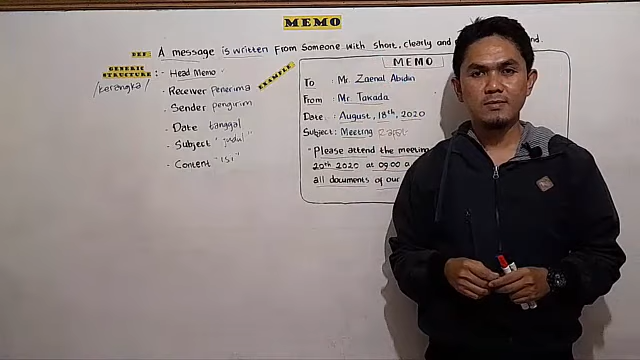 MEMO
DEF : A message is written from someone with short, clearly and
GENERIC STRUCTURE : - Head Memo
/kerangka/
- Receiver penerima
- Sender pengirim
- Date tanggal
- Subject "judul"
- Content "isi"
EXAMPLE
MEMO
To : Mr. Zaenal Abidin
From : Mr. Takada
Date : August, 18th, 2020
Subject : Meeting Rapat
"Please attend the meeting
20th 2020 at 09.00 a
all documents of our